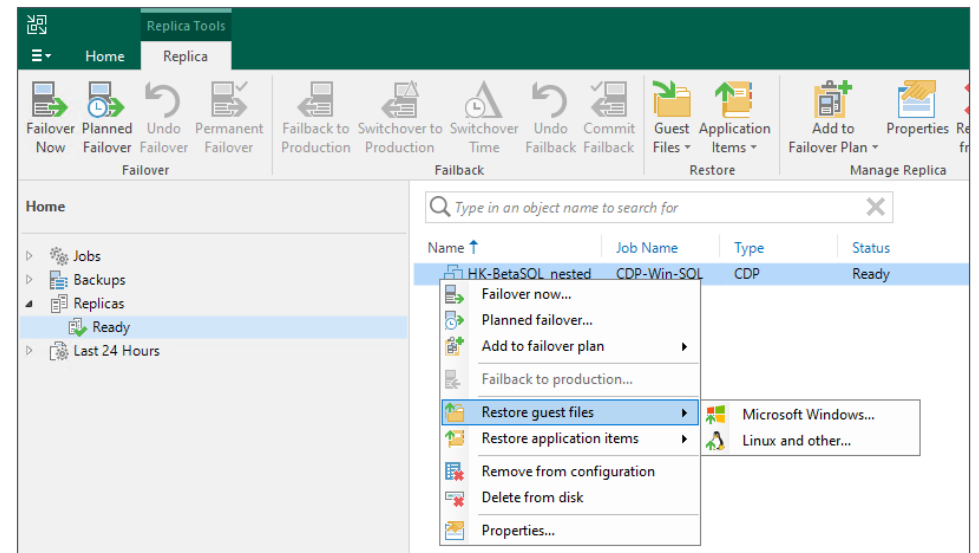 Replica Tools
Home Replica
Failover Planned Undo Permanent Failback to Switchover to Switchover Undo Commit Guest Application Add to Properties Re
Now Failover Failover Failover Production Production Time Failback Failback Files Items Failover Plan fr
Failover Failback Restore Manage Replica
Home
Type in an object name to search for
Name Job Name Type Status
HK-BetaSQL_nested CDP-Win-SQL CDP Ready
Jobs
Backups
Replicas
Ready
Last 24 Hours
Failover now...
Planned failover...
Add to failover plan
Failback to production...
Restore guest files
Restore application items
Remove from configuration
Delete from disk
Properties...
Microsoft Windows...
Linux and other...